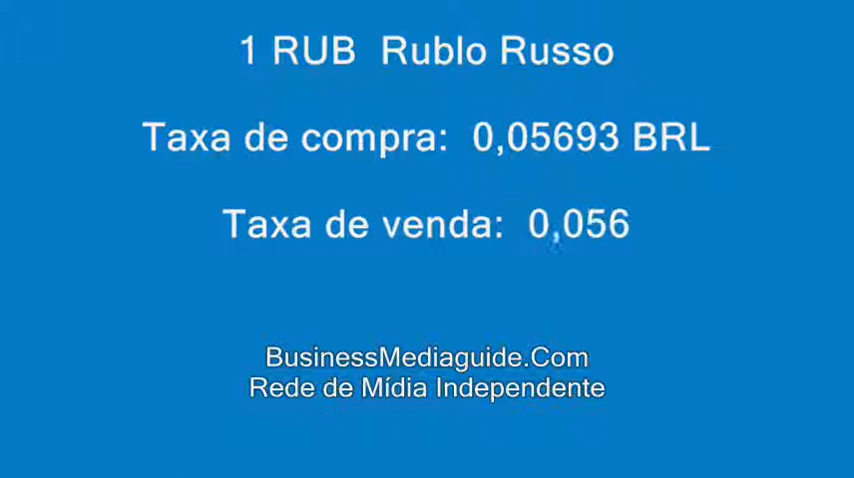 1 RUB Rublo Russo
Taxa de compra: 0,05693 BRL
Taxa de venda: 0,056
BusinessMediaguide.Com
Rede de Mídia Independente